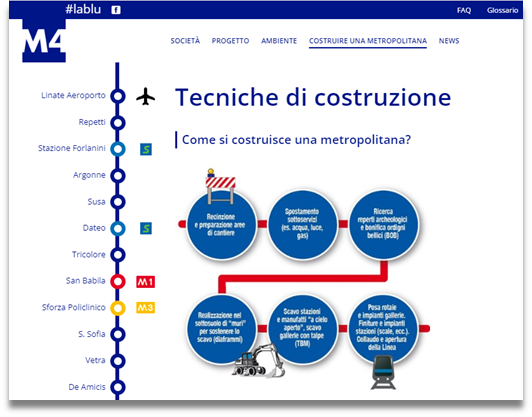 #lablu
FAQ Glossario
M4
SOCIETÀ PROGETTO AMBIENTE COSTRUIRE UNA METROPOLITANA NEWS
Linate Aeroporto
Repetti
Stazione Forlanini S
Argonne
Susa
Dateo S
Tricolore
San Babila M1
Sforza Policlinico M3
S. Sofia
Vetra
De Amicis
Tecniche di costruzione
Come si costruisce una metropolitana?
Recinzione
e preparazione aree
di cantiere
Spostamento
sottoservizi
(es. acqua, luce,
gas)
Ricerca
reperti archeologici
e bonifica ordigni
bellici (BOB)
Realizzazione nel
sottosuolo di "muri"
per sostenere lo
scavo (diaframmi)
Scavo stazioni
e manufatti "a cielo
aperto", scavo
gallerie con talpe
(TBM)
Posa rotaie
e impianti gallerie.
Finiture e impianti
stazioni (scale, ecc.).
Collaudo e apertura
della Linea